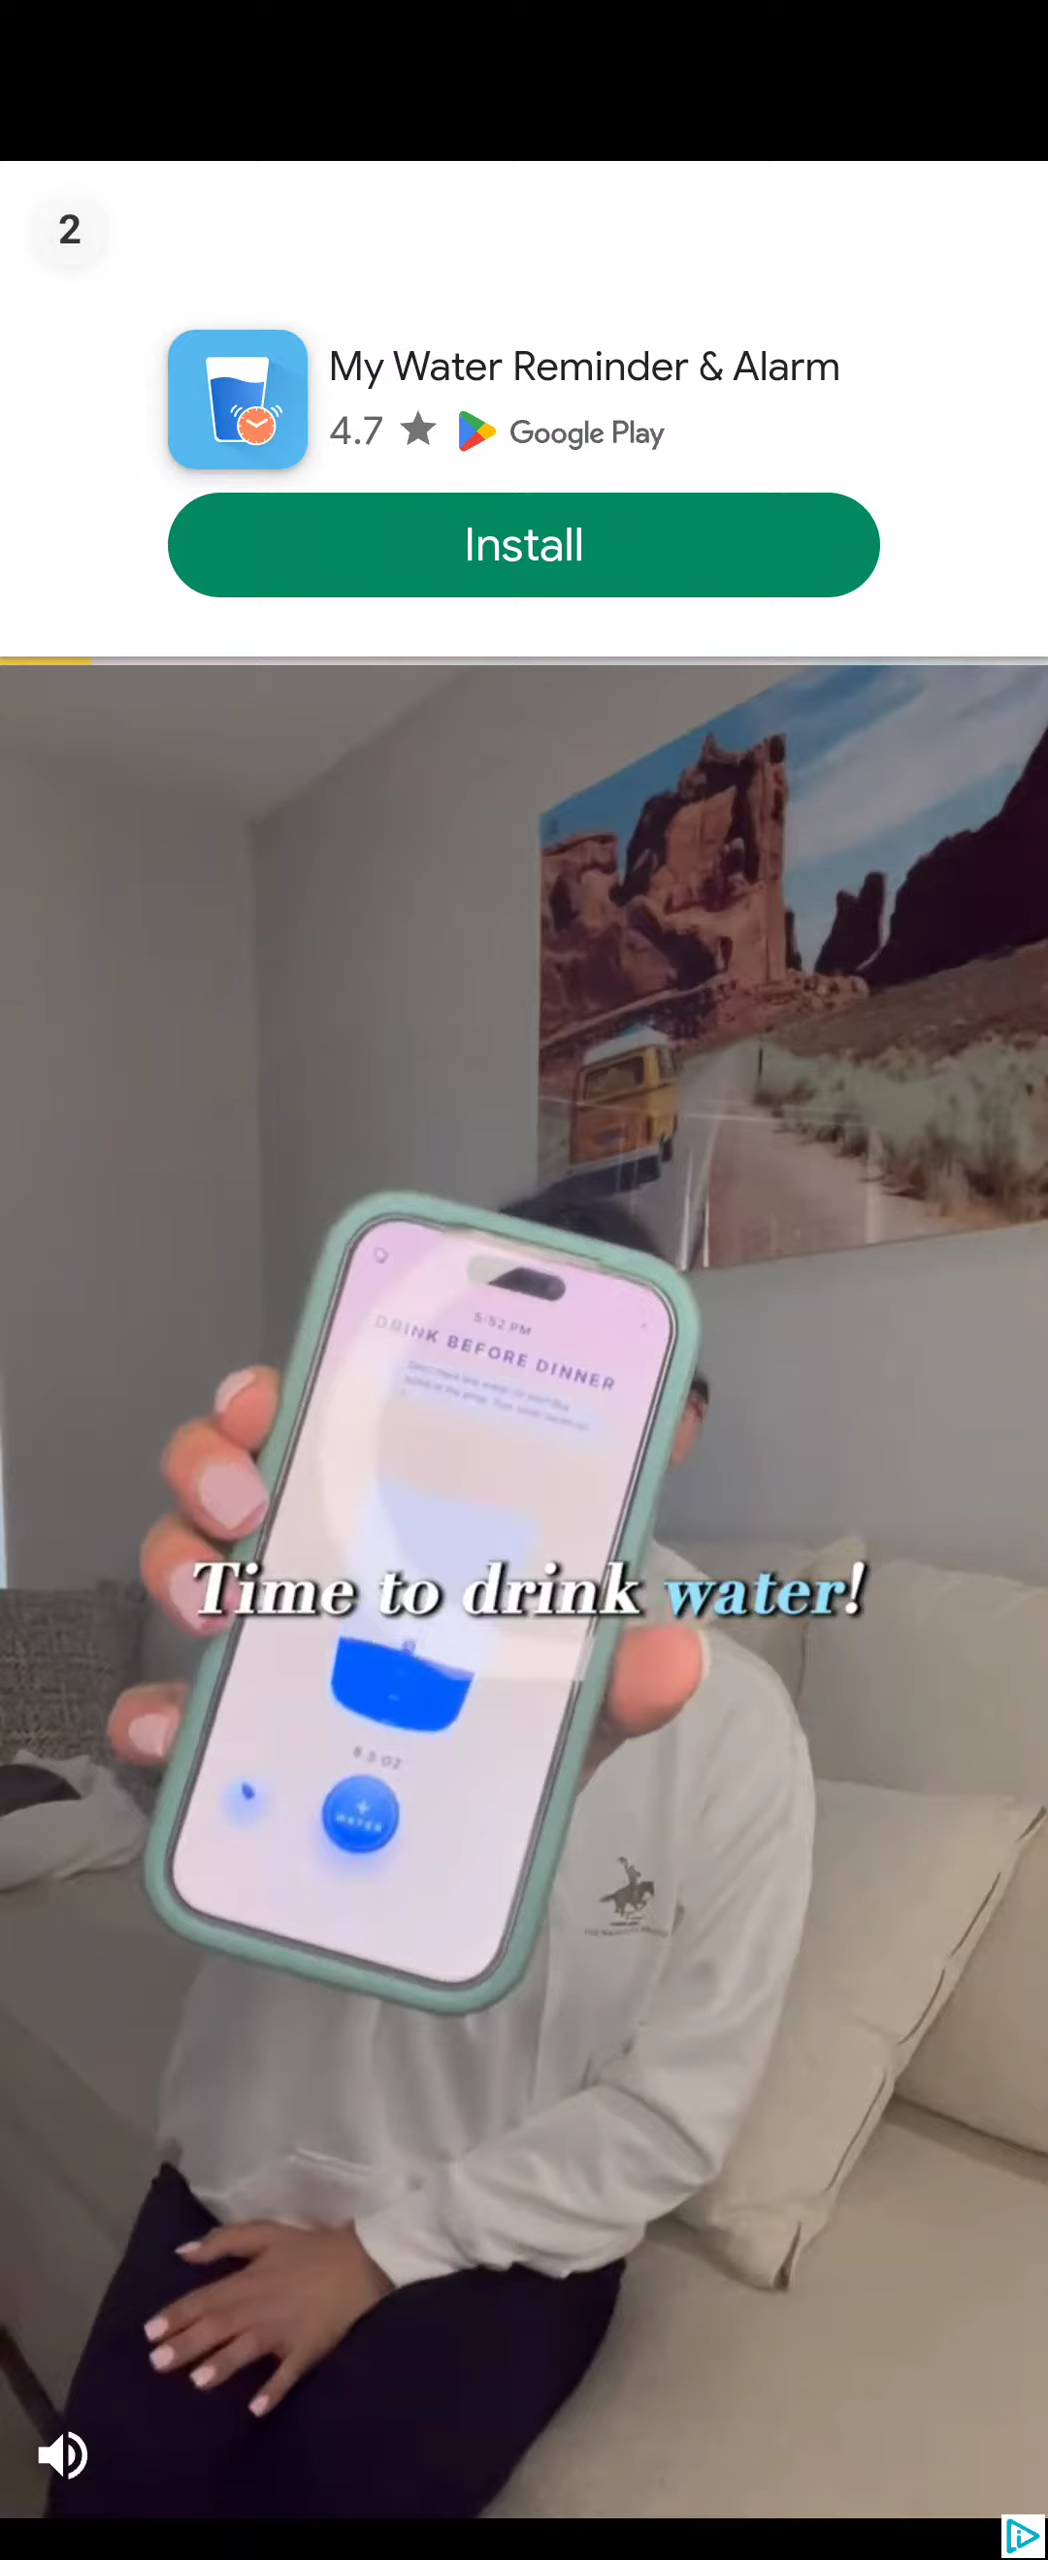 2
My Water Reminder & Alarm
4.7 ★ Google Play
Install
5:52 PM
DRINK BEFORE DINNER
Time to drink water!
+
WATER